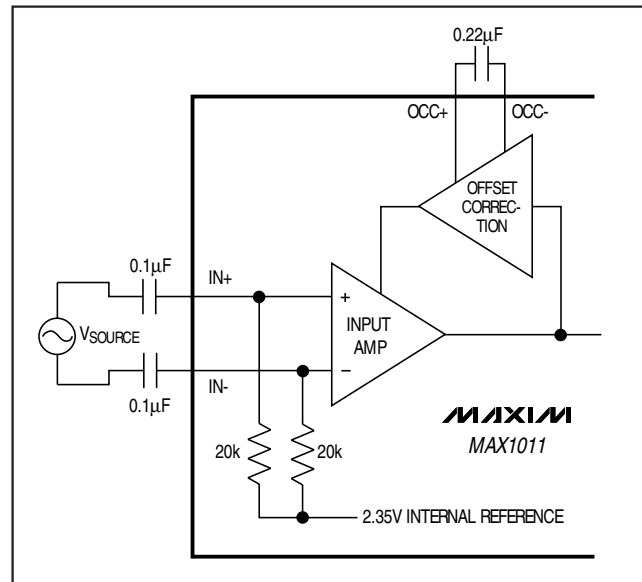 0.22µF
OCC+
OCC-
OFFSET
CORREC-
TION
0.1µF
IN+
+
VSOURCE
INPUT
AMP
−
0.1µF
IN-
MAXIM
MAX1011
20k
20k
2.35V INTERNAL REFERENCE